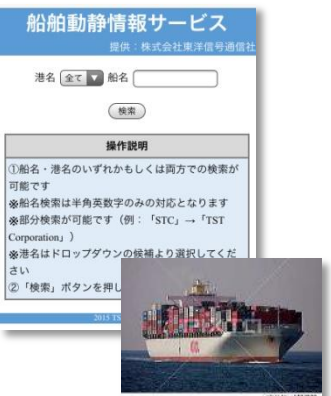 船舶動静情報サービス
提供：株式会社東洋信号通信社
港名 全て ▼ 船名
検索
操作説明
①船名・港名のいずれかもしくは両方での検索が
可能です
※船名検索は半角英数字のみの対応となります
※部分検索が可能です（例：「STC」→「TST
Corporation」）
※港名はドロップダウンの候補より選択してくだ
さい
②「検索」ボタンを押し
2015 TS